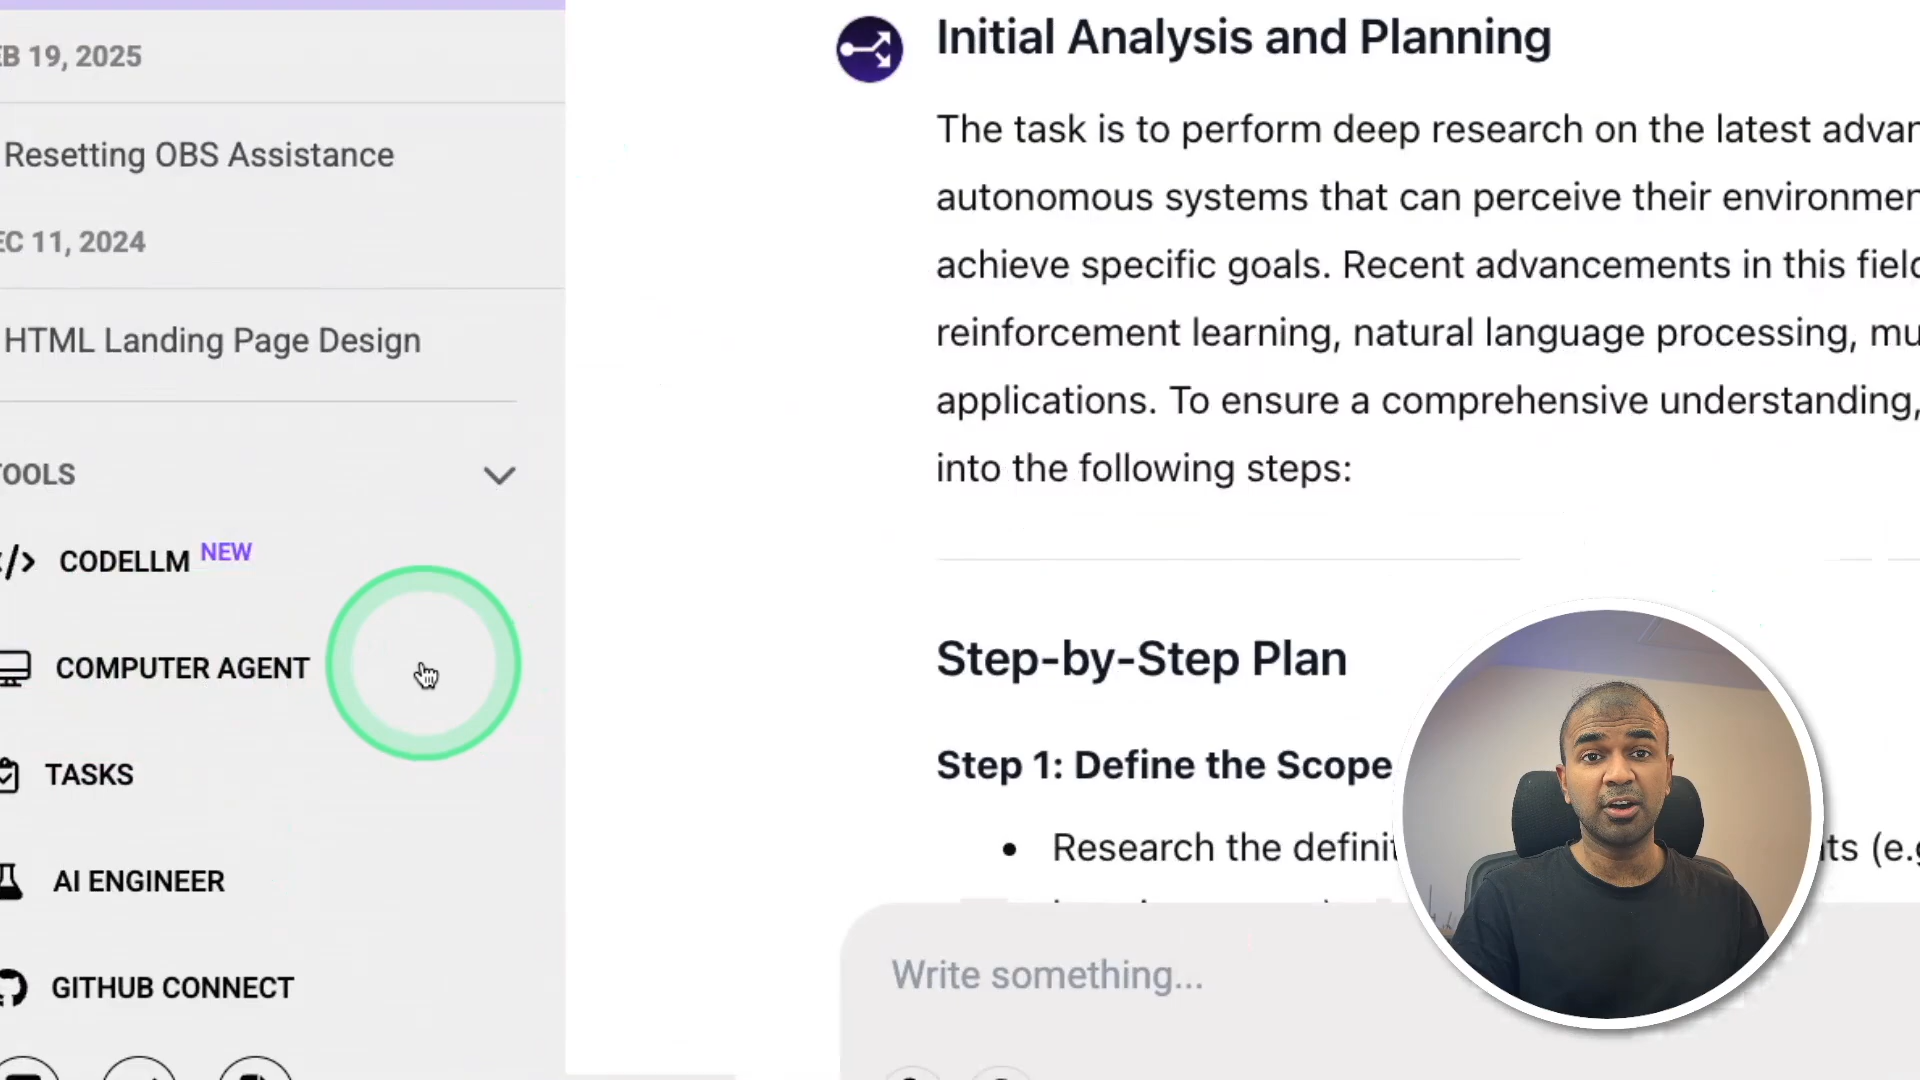 EB 19, 2025
Resetting OBS Assistance
EC 11, 2024
HTML Landing Page Design
TOOLS
CODELLM NEW
COMPUTER AGENT
TASKS
AI ENGINEER
GITHUB CONNECT
Initial Analysis and Planning
The task is to perform deep research on the latest advan
autonomous systems that can perceive their environmen
achieve specific goals. Recent advancements in this field
reinforcement learning, natural language processing, mu
applications. To ensure a comprehensive understanding,
into the following steps:
Step-by-Step Plan
Step 1: Define the Scope
Research the definit ts (e.g
Write something...